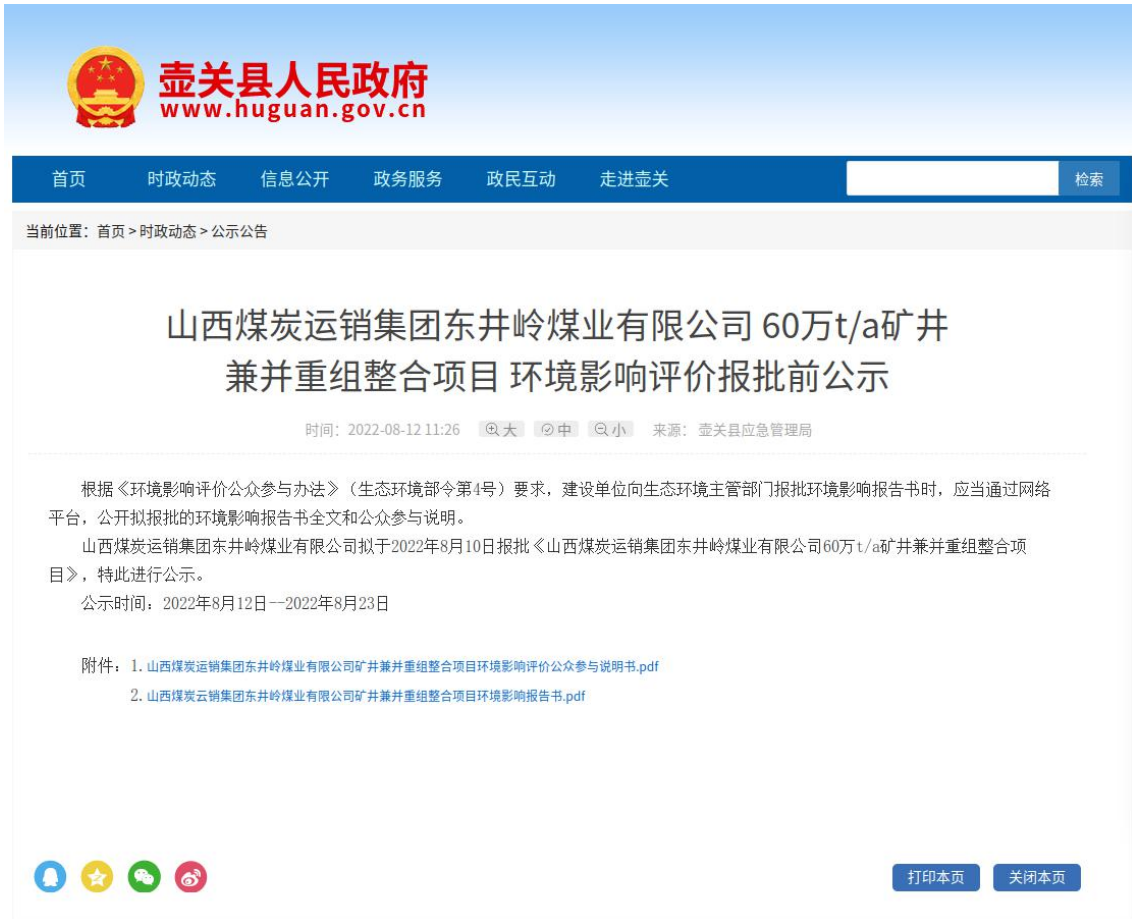 壶关县人民政府
www.huguan.gov.cn
首页 时政动态 信息公开 政务服务 政民互动 走进壶关 检索
当前位置：首页 > 时政动态 > 公示公告
山西煤炭运销集团东井岭煤业有限公司 60万t/a矿井
兼并重组整合项目 环境影响评价报批前公示
时间：2022-08-12 11:26 大 中 小 来源： 壶关县应急管理局
根据《环境影响评价公众参与办法》（生态环境部令第4号）要求，建设单位向生态环境主管部门报批环境影响报告书时，应当通过网络
平台，公开拟报批的环境影响报告书全文和公众参与说明。
山西煤炭运销集团东井岭煤业有限公司拟于2022年8月10日报批《山西煤炭运销集团东井岭煤业有限公司60万t/a矿井兼并重组整合项
目》，特此进行公示。
公示时间：2022年8月12日--2022年8月23日
附件：1. 山西煤炭运销集团东井岭煤业有限公司矿井兼并重组整合项目环境影响评价公众参与说明书.pdf
2. 山西煤炭云销集团东井岭煤业有限公司矿井兼并重组整合项目环境影响报告书.pdf
打印本页 关闭本页